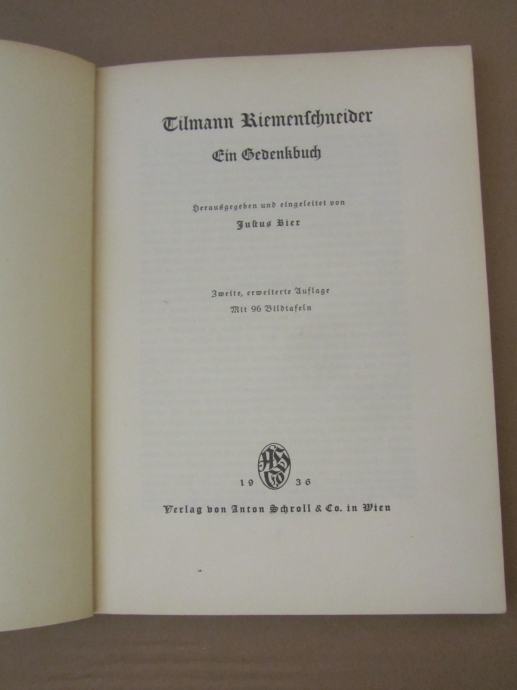 Tilmann Riemenschneider
Ein Gedenkbuch
Herausgegeben und eingeleitet von
Justus Bier
Zweite, erweiterte Auflage
Mit 96 Bildtafeln
19 36
Verlag von Anton Schroll & Co. in Wien